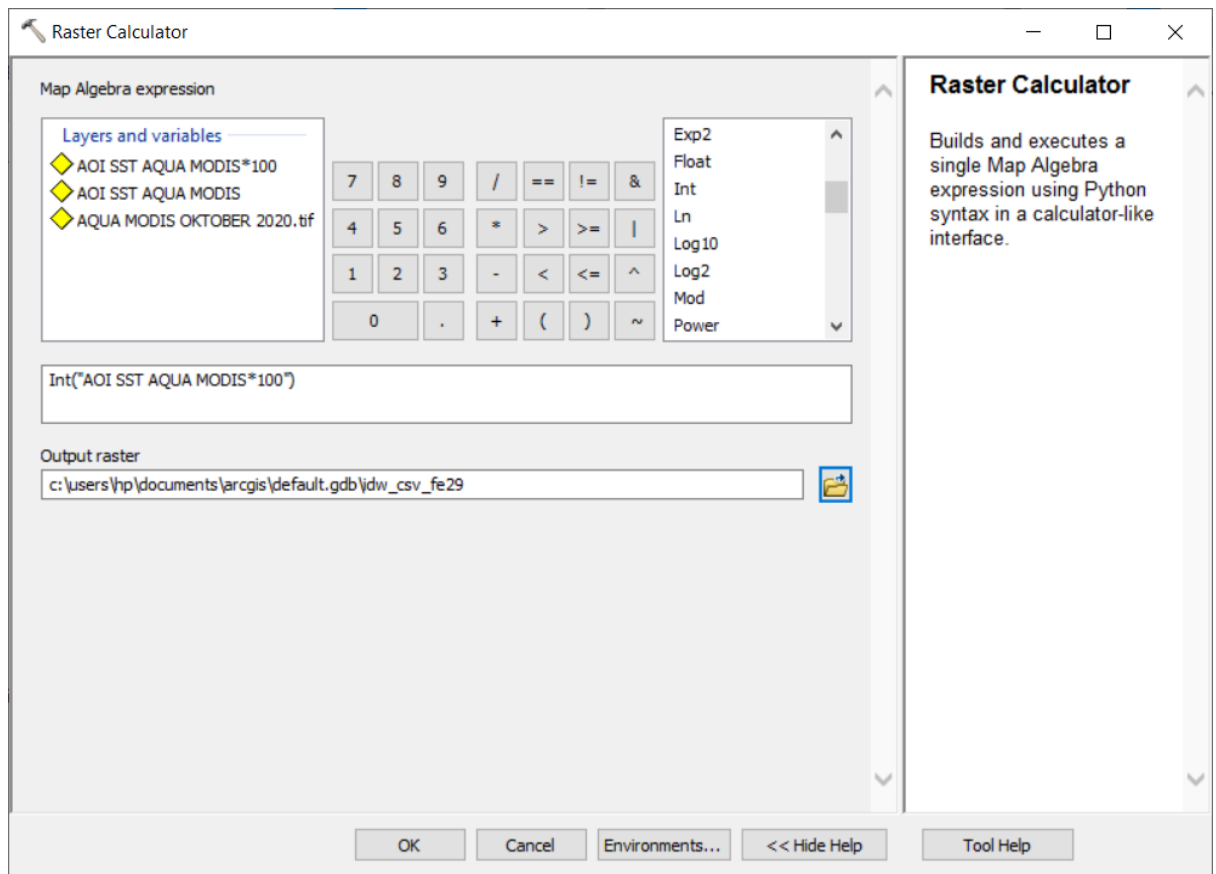 Raster Calculator
Map Algebra expression
Layers and variables
AOI SST AQUA MODIS*100
AOI SST AQUA MODIS
AQUA MODIS OKTOBER 2020.tif
7 8 9 / == != &
4 5 6 * > >= |
1 2 3 - < <= ^
0 . + ( ) ~
Exp2
Float
Int
Ln
Log10
Log2
Mod
Power
Int("AOI SST AQUA MODIS*100")
Output raster
c:\users\hp\documents\arcgis\default.gdb\idw_csv_fe29
OK Cancel Environments... << Hide Help
Raster Calculator
Builds and executes a
single Map Algebra
expression using Python
syntax in a calculator-like
interface.
Tool Help